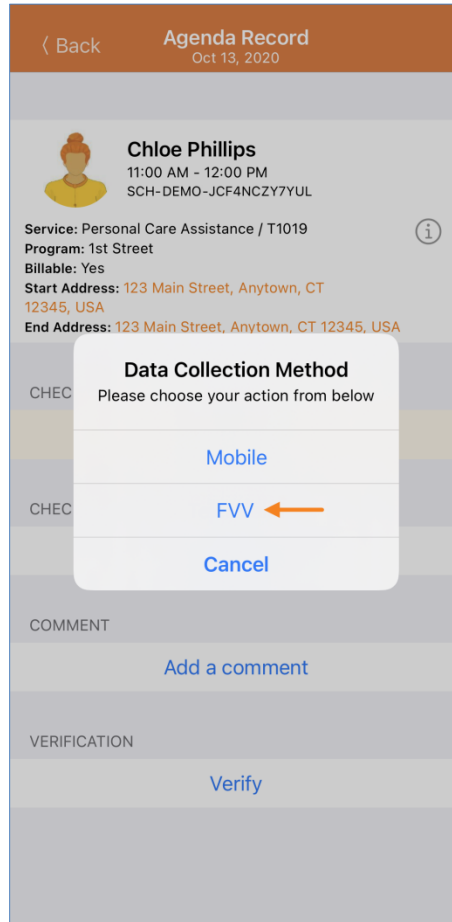 〈 Back
Agenda Record
Oct 13, 2020
Chloe Phillips
11:00 AM - 12:00 PM
SCH-DEMO-JCF4NCZY7YUL
Service: Personal Care Assistance / T1019
Program: 1st Street
Billable: Yes
Start Address: 123 Main Street, Anytown, CT
12345, USA
End Address: 123 Main Street, Anytown, CT 12345, USA
CHEC
Data Collection Method
Please choose your action from below
Mobile
CHEC
FVV
Cancel
COMMENT
Add a comment
VERIFICATION
Verify